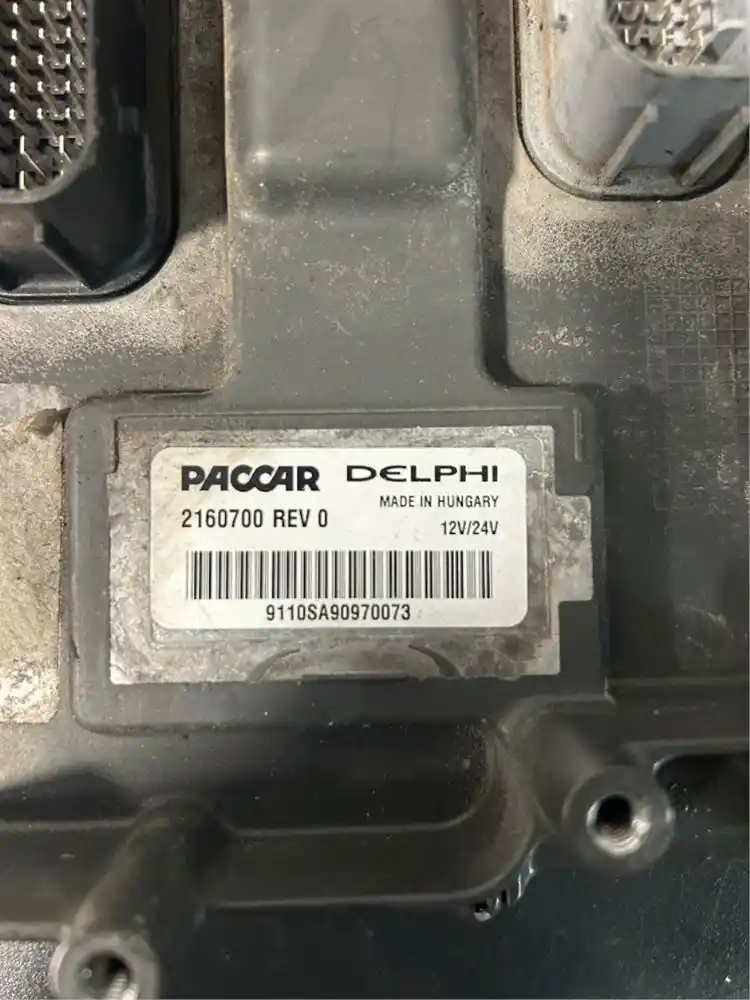 PACCAR DELPHI
MADE IN HUNGARY
2160700 REV 0
12V/24V
9110SA90970073